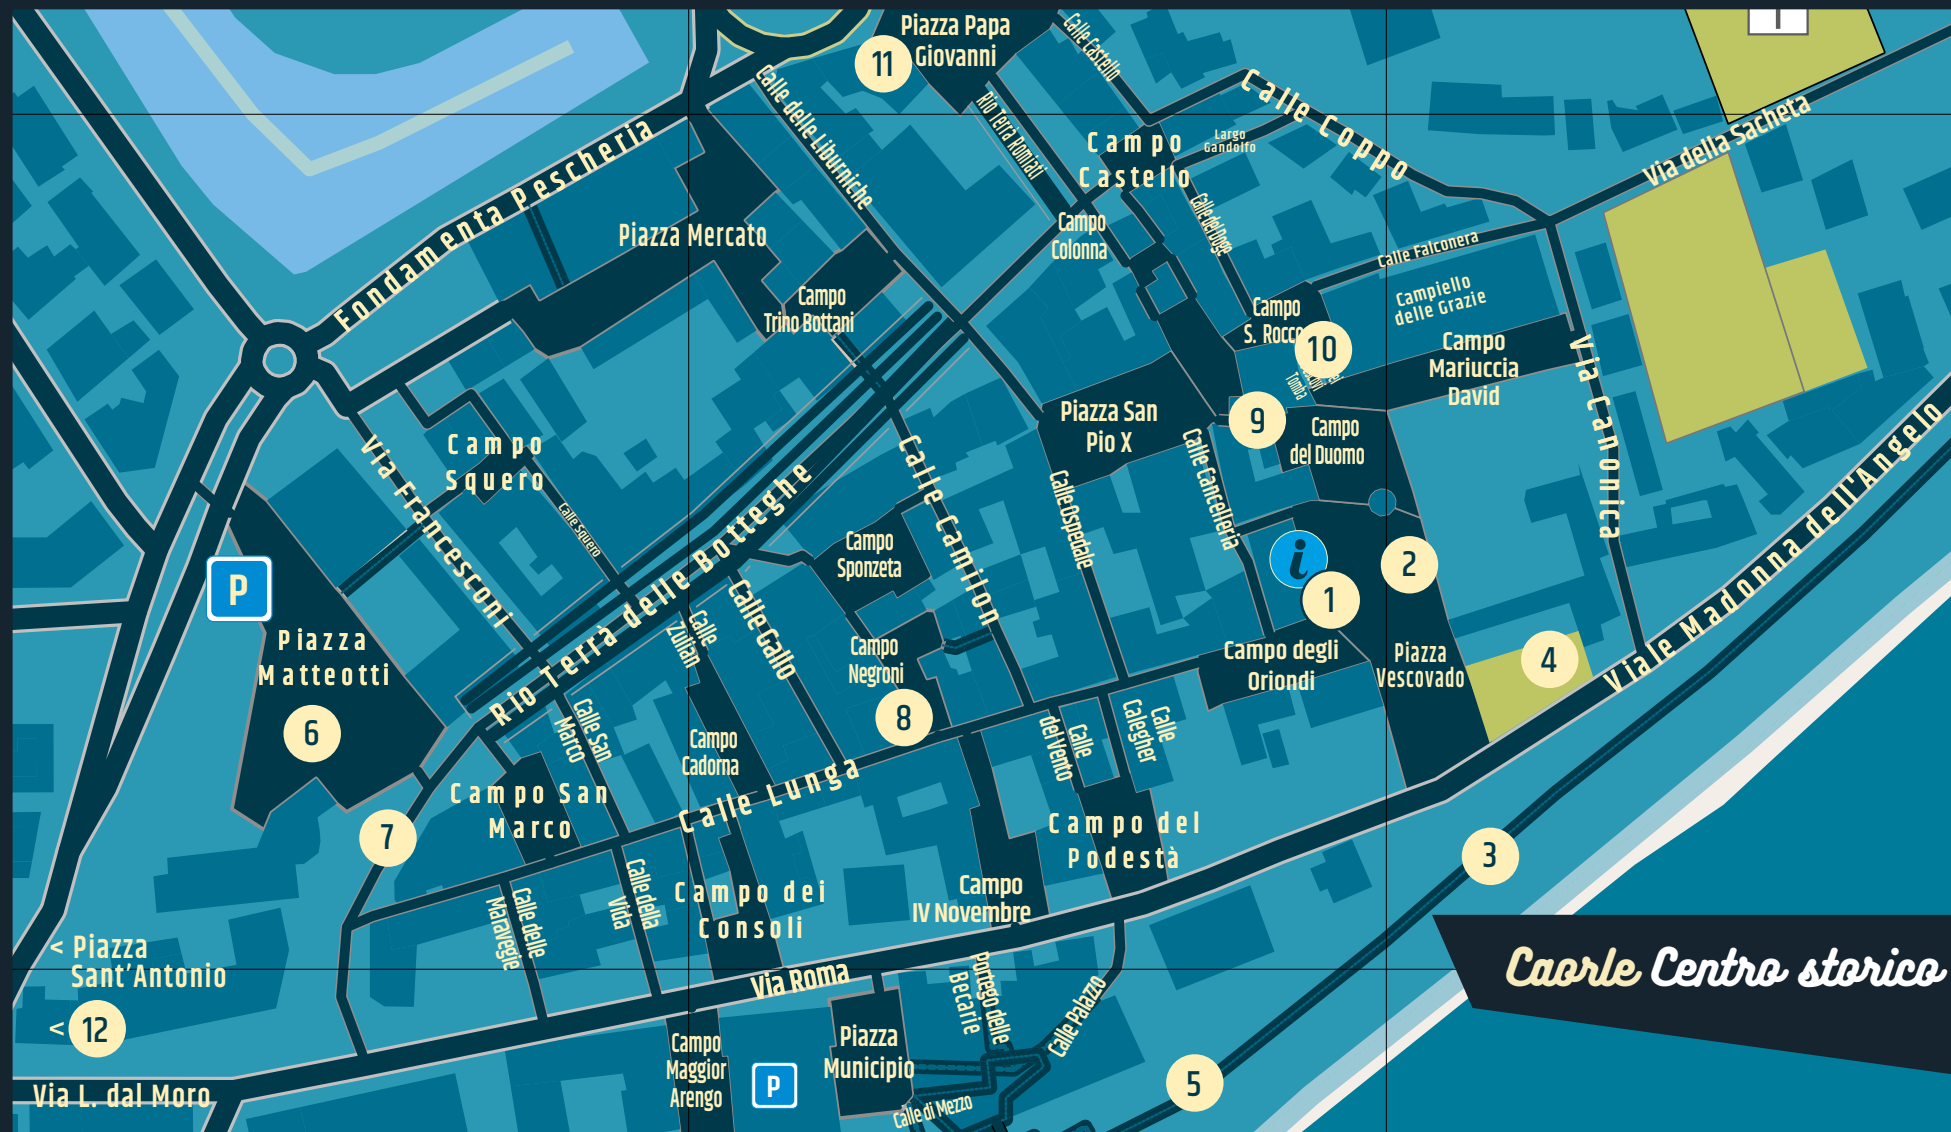 Piazza Papa
Giovanni
11
Calle Castello
Calle delle Liburniche
Rio Terrà Romiati
Calle Coppo
Largo
Gandolfo
Campo
Castello
Via della Sacheta
Fondamenta Pescheria
Piazza Mercato
Campo
Colonna
Calle del Doge
Calle Falconera
Campiello
delle Grazie
Campo
Trino Bottani
Campo
S. Rocco
10
Tomba
Campo
Mariuccia
David
Via Canonica
Campo
Squero
Via Francesconi
Calle Squero
Rio Terrà delle Botteghe
Calle Camilon
Piazza San
Pio X
9
Campo
del Duomo
Calle Cancelleria
Calle Ospedale
Campo
Sponzeta
i
1
2
P
Piazza
Matteotti
6
Calle
Zulian
Calle Gallo
Campo
Negroni
8
Campo degli
Oriondi
Piazza
Vescovado
4
Viale Madonna dell'Angelo
Calle San
Marco
Campo
Cadorna
Calle Lunga
Calle
del Vento
Calle
Calegher
Campo San
Marco
7
Campo del
Podestà
3
Calle delle
Maravegie
Calle della
Vida
Campo dei
Consoli
Campo
IV Novembre
< Piazza
Sant'Antonio
< 12
Via Roma
Portego delle
Becarie
Calle Palazzo
Caorle Centro storico
Campo
Maggior
Arengo
P
Piazza
Municipio
Calle di Mezzo
5
Via L. dal Moro